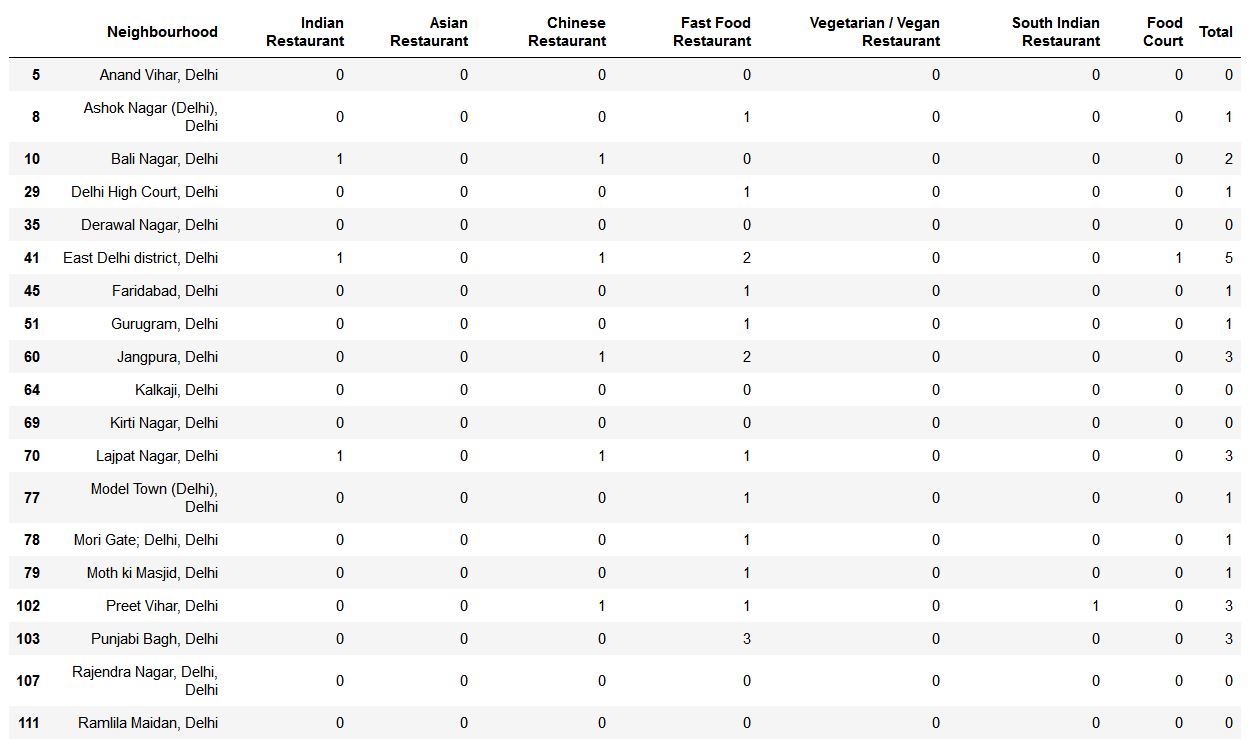 Neighbourhood Indian Restaurant Asian Restaurant Chinese Restaurant Fast Food Restaurant Vegetarian / Vegan Restaurant South Indian Restaurant Food Court Total
5 Anand Vihar, Delhi 0 0 0 0 0 0 0 0
8 Ashok Nagar (Delhi), Delhi 0 0 0 1 0 0 0 1
10 Bali Nagar, Delhi 1 0 1 0 0 0 0 2
29 Delhi High Court, Delhi 0 0 0 1 0 0 0 1
35 Derawal Nagar, Delhi 0 0 0 0 0 0 0 0
41 East Delhi district, Delhi 1 0 1 2 0 0 1 5
45 Faridabad, Delhi 0 0 0 1 0 0 0 1
51 Gurugram, Delhi 0 0 0 1 0 0 0 1
60 Jangpura, Delhi 0 0 1 2 0 0 0 3
64 Kalkaji, Delhi 0 0 0 0 0 0 0 0
69 Kirti Nagar, Delhi 0 0 0 0 0 0 0 0
70 Lajpat Nagar, Delhi 1 0 1 1 0 0 0 3
77 Model Town (Delhi), Delhi 0 0 0 1 0 0 0 1
78 Mori Gate; Delhi, Delhi 0 0 0 1 0 0 0 1
79 Moth ki Masjid, Delhi 0 0 0 1 0 0 0 1
102 Preet Vihar, Delhi 0 0 1 1 0 1 0 3
103 Punjabi Bagh, Delhi 0 0 0 3 0 0 0 3
107 Rajendra Nagar, Delhi, Delhi 0 0 0 0 0 0 0 0
111 Ramlila Maidan, Delhi 0 0 0 0 0 0 0 0